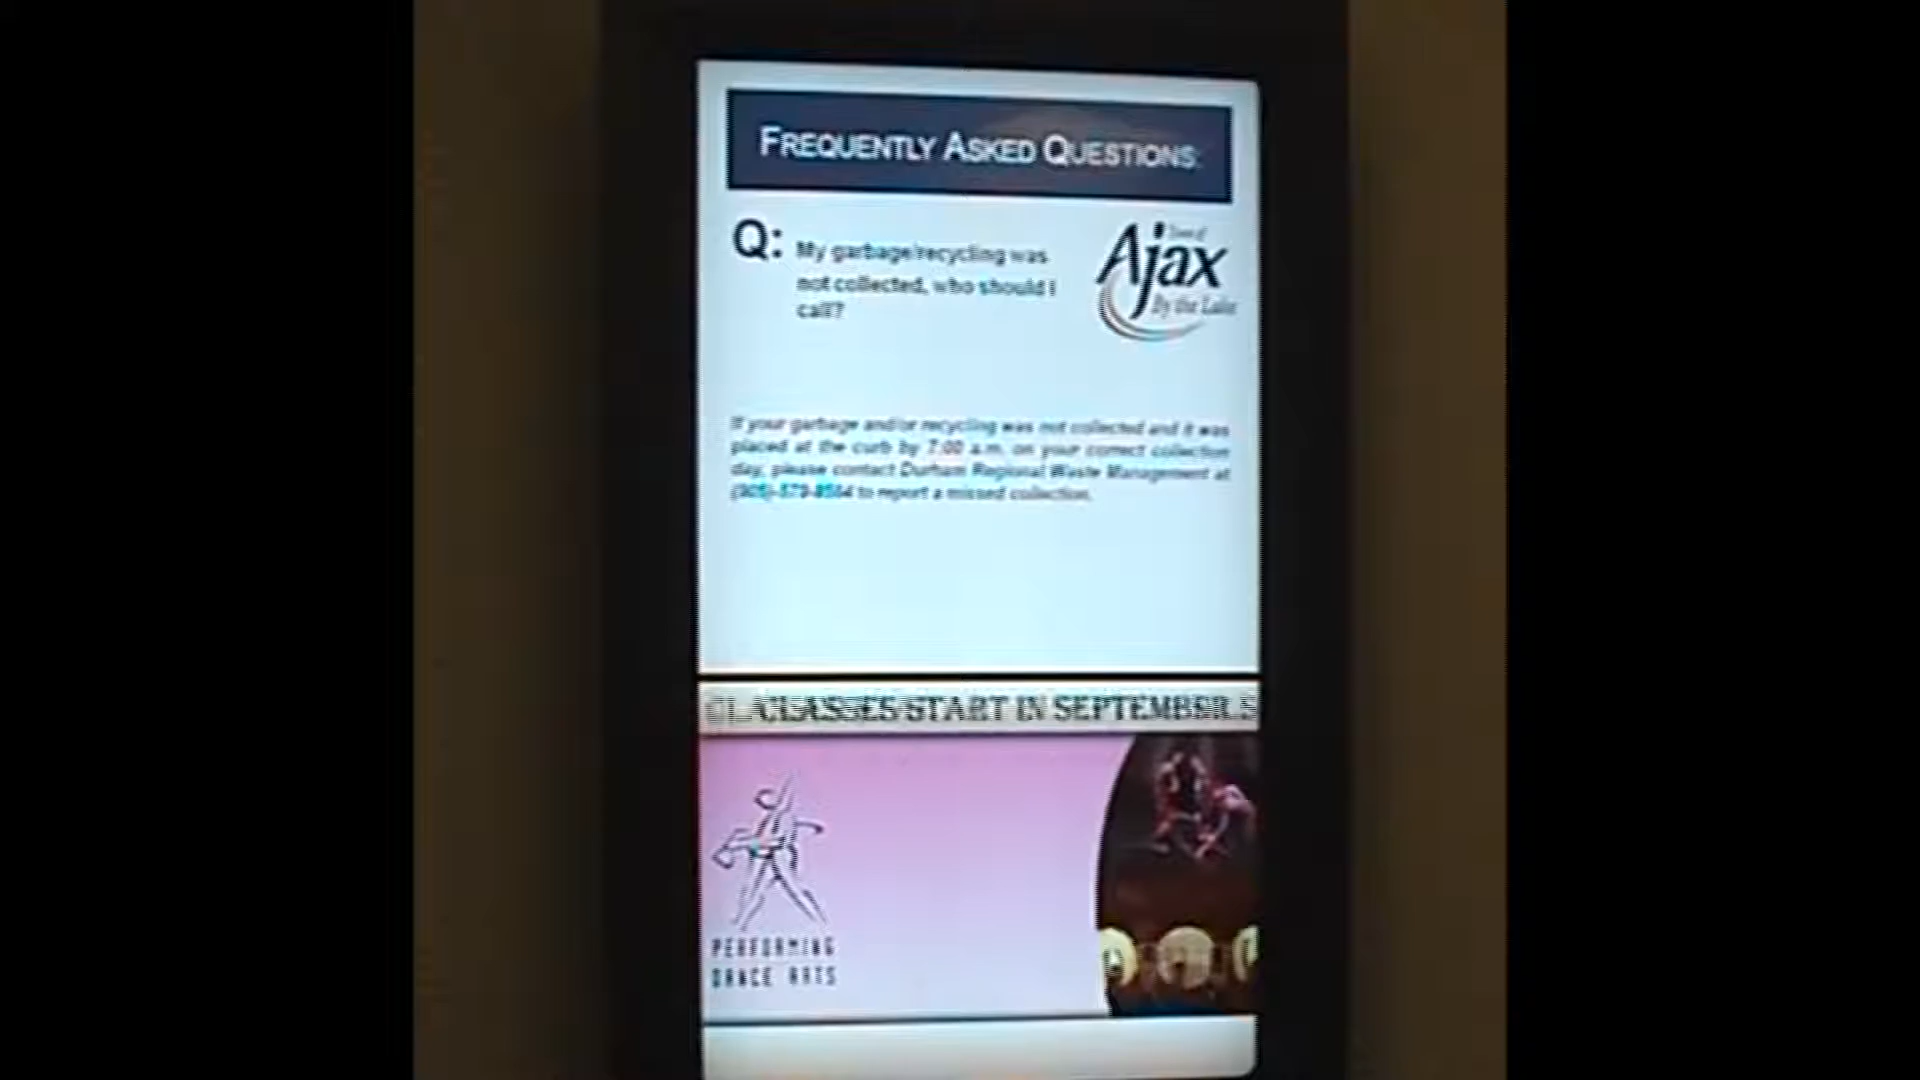 FREQUENTLY ASKED QUESTIONS:
Q: My garbage/recycling was
not collected, who should I
call?
Town of
Ajax
By the Lake
If your garbage and/or recycling was not collected and it was
placed at the curb by 7:00 a.m. on your correct collection
day, please contact Durham Regional Waste Management at
to report a missed collection.
CLASSES START IN SEPTEMBER
PERFORMING
DANCE ARTS